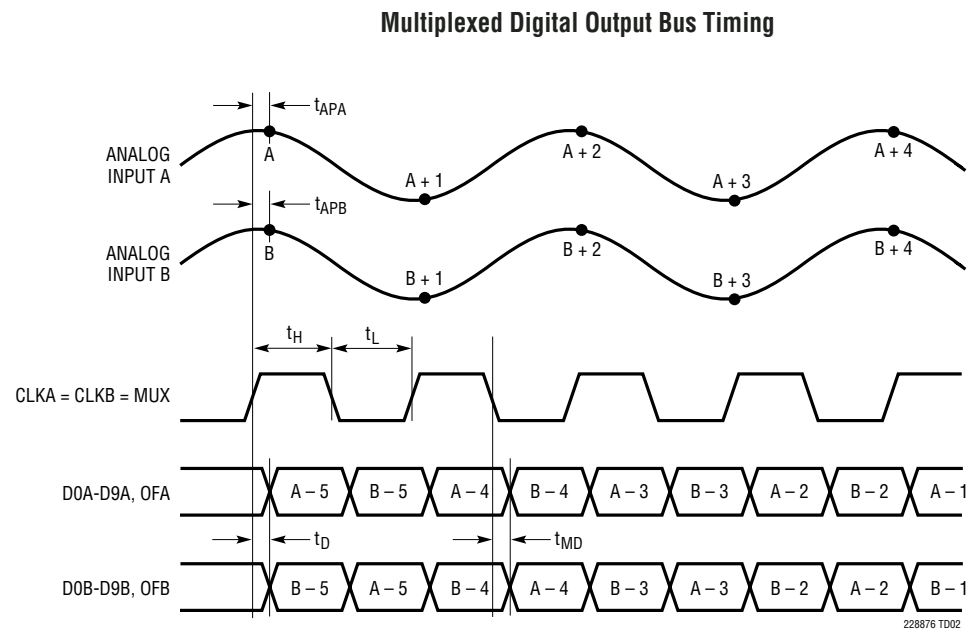 Multiplexed Digital Output Bus Timing
tAPA
ANALOG
INPUT A
A
A + 1
A + 2
A + 3
A + 4
tAPB
ANALOG
INPUT B
B
B + 1
B + 2
B + 3
B + 4
tH
tL
CLKA = CLKB = MUX
D0A-D9A, OFA
A – 5
B – 5
A – 4
B – 4
A – 3
B – 3
A – 2
B – 2
A – 1
tD
tMD
D0B-D9B, OFB
B – 5
A – 5
B – 4
A – 4
B – 3
A – 3
B – 2
A – 2
B – 1
228876 TD02